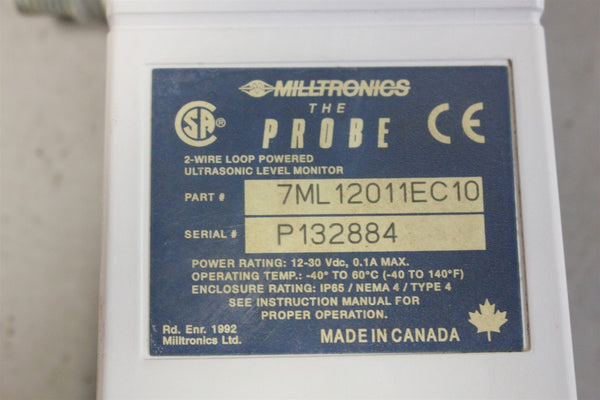 MILLTRONICS
THE
PROBE
SA®
CE
2-WIRE LOOP POWERED
ULTRASONIC LEVEL MONITOR
PART # 7ML12011EC10
SERIAL # P132884
POWER RATING: 12-30 Vdc, 0.1A MAX.
OPERATING TEMP.: -40° TO 60°C (-40 TO 140°F)
ENCLOSURE RATING: IP65 / NEMA 4 / TYPE 4
SEE INSTRUCTION MANUAL FOR
PROPER OPERATION.
Rd. Enr. 1992
Milltronics Ltd.
MADE IN CANADA